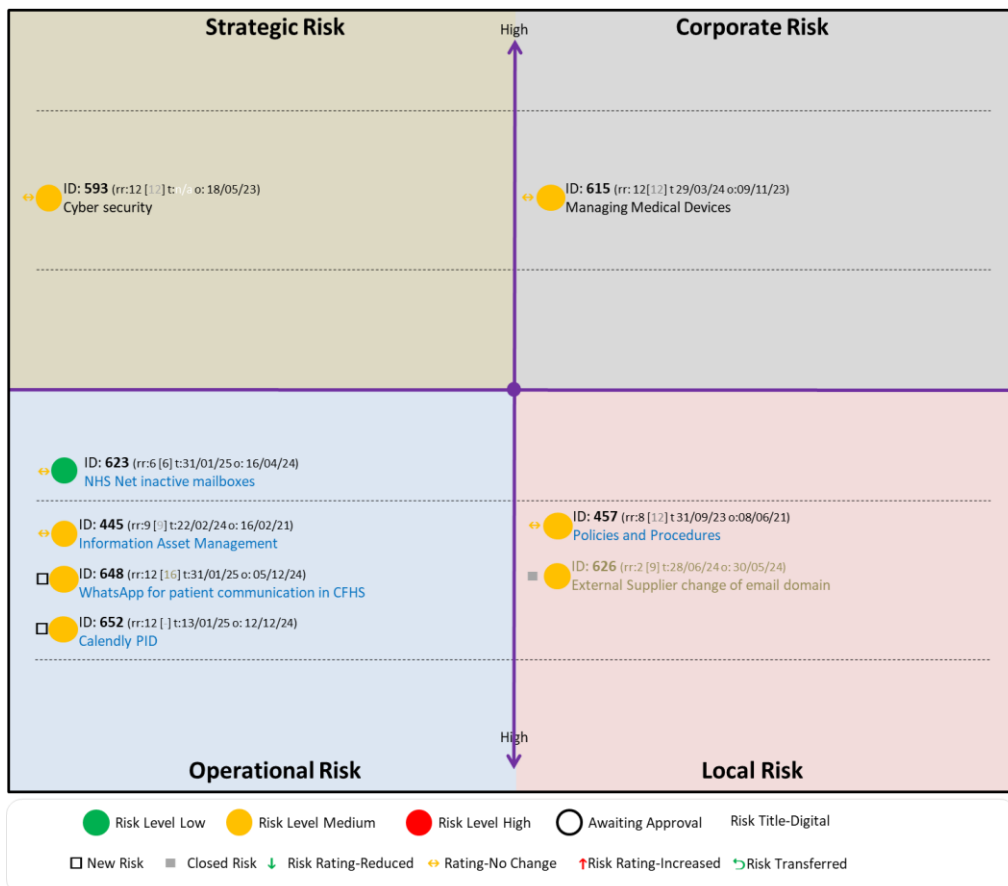 Strategic Risk
High
Corporate Risk
ID: 593 (rr:12 [12] t:n/a o: 18/05/23)
Cyber security
ID: 615 (rr: 12[12] t 29/03/24 o:09/11/23)
Managing Medical Devices
ID: 623 (rr:6 [6] t:31/01/25 o: 16/04/24)
NHS Net inactive mailboxes
ID: 445 (rr:9 [9] t:22/02/24 o: 16/02/21)
Information Asset Management
ID: 648 (rr:12 [16] t:31/01/25 o: 05/12/24)
WhatsApp for patient communication in CFHS
ID: 652 (rr:12 [-] t:13/01/25 o: 12/12/24)
Calendly PID
ID: 457 (rr:8 [12] t 31/09/23 o:08/06/21)
Policies and Procedures
ID: 626 (rr:2 [9] t:28/06/24 o: 30/05/24)
External Supplier change of email domain
High
Operational Risk
Local Risk
Risk Level Low
Risk Level Medium
Risk Level High
Awaiting Approval
Risk Title-Digital
New Risk
Closed Risk
Risk Rating-Reduced
Rating-No Change
Risk Rating-Increased
Risk Transferred